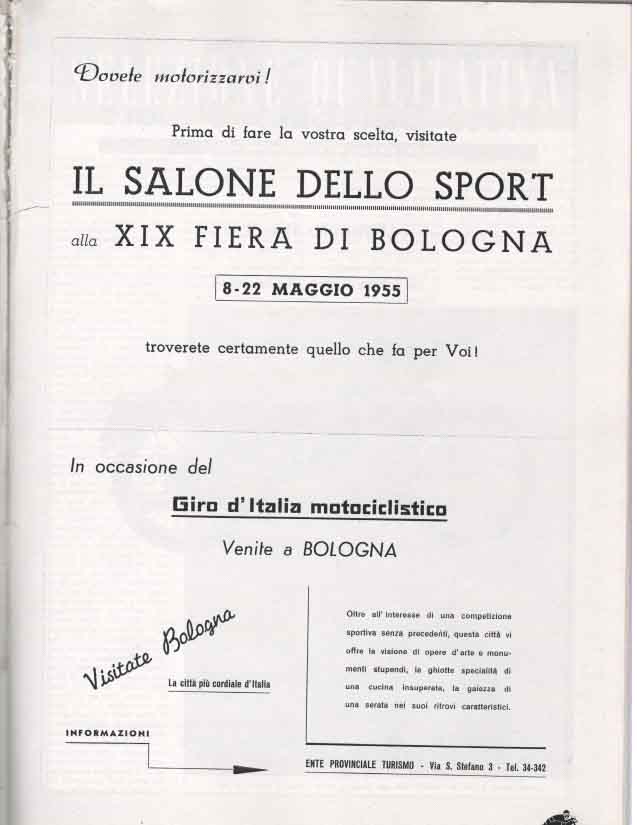 Dovete motorizzarvi!
Prima di fare la vostra scelta, visitate
IL SALONE DELLO SPORT
alla XIX FIERA DI BOLOGNA
8-22 MAGGIO 1955
troverete certamente quello che fa per Voi!
In occasione del
Giro d'Italia motociclistico
Venite a BOLOGNA
Visitate Bologna
La città più cordiale d'Italia
INFORMAZIONI
Oltre all'interesse di una competizione
sportiva senza precedenti, questa città vi
offre la visione di opere d'arte e monu-
menti stupendi, le ghiotte specialità di
una cucina insuperata, la gaiezza di
una serata nei suoi ritrovi caratteristici.
ENTE PROVINCIALE TURISMO - Via S. Stefano 3 - Tel. 34-342